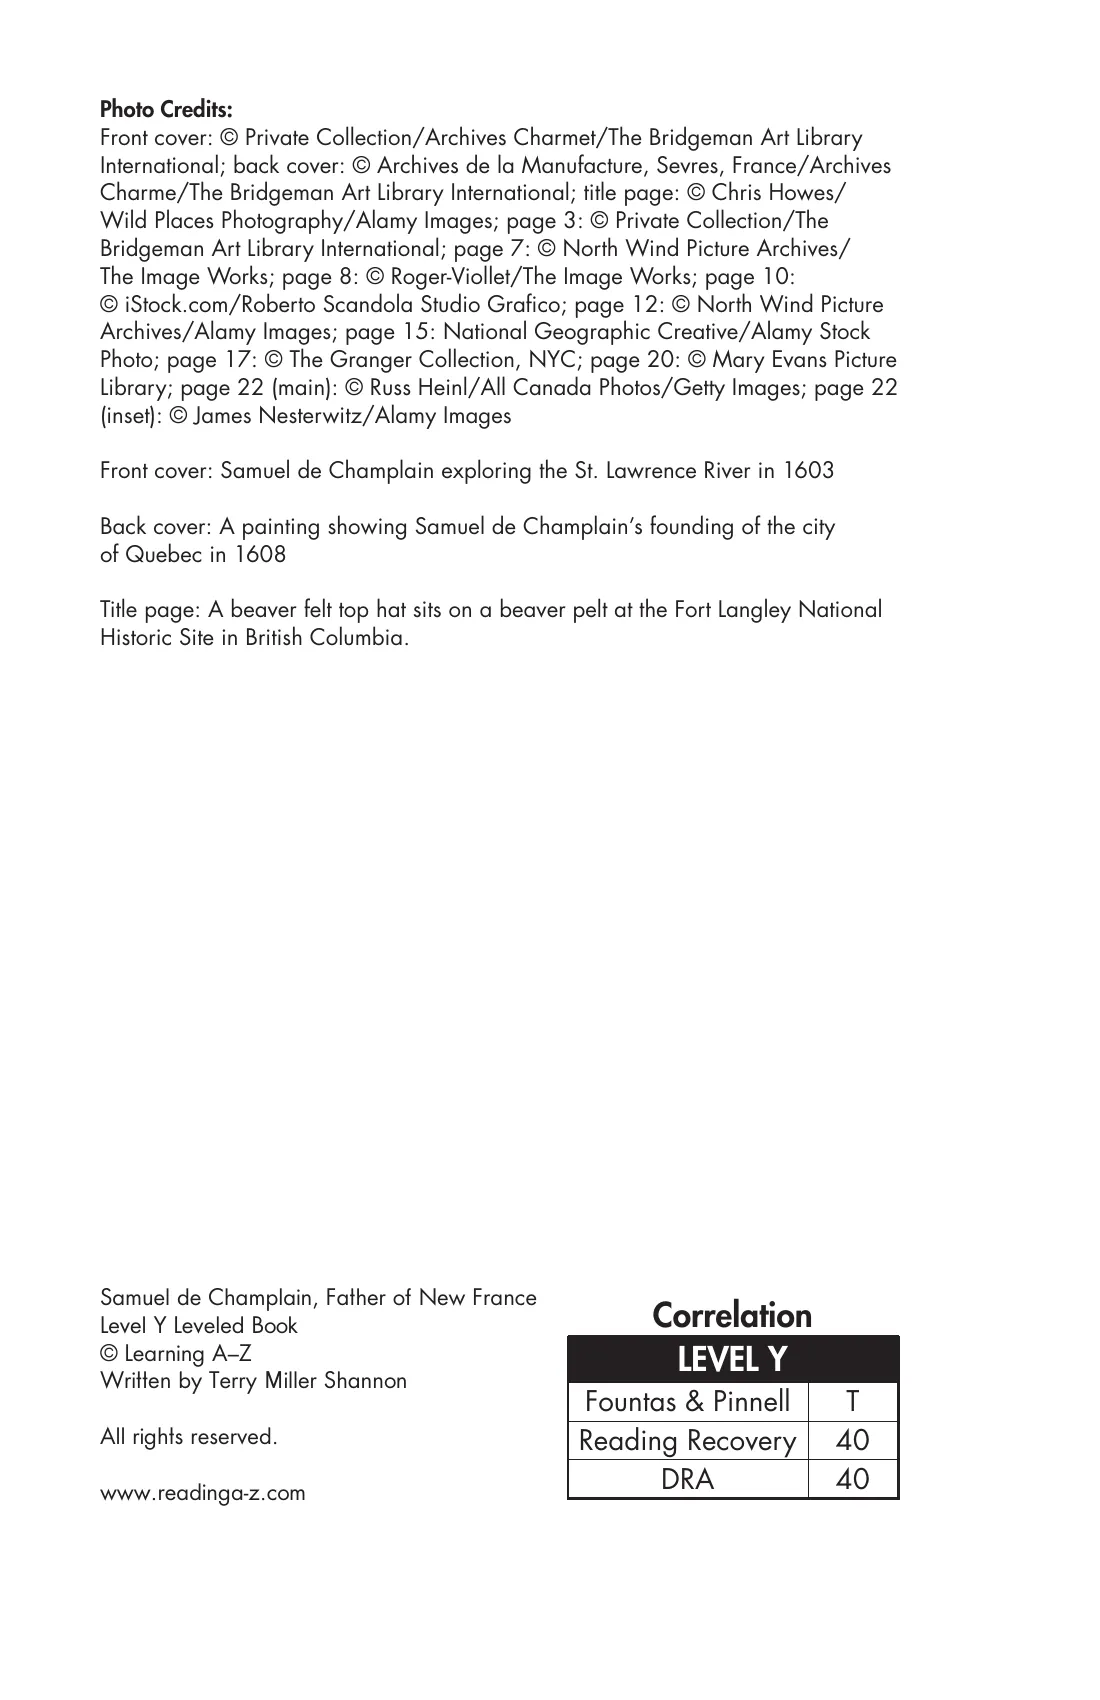 Photo Credits:
Front cover: © Private Collection/Archives Charmet/The Bridgeman Art Library
International; back cover: © Archives de la Manufacture, Sevres, France/Archives
Charme/The Bridgeman Art Library International; title page: © Chris Howes/
Wild Places Photography/Alamy Images; page 3: © Private Collection/The
Bridgeman Art Library International; page 7: © North Wind Picture Archives/
The Image Works; page 8: © Roger-Viollet/The Image Works; page 10:
© iStock.com/Roberto Scandola Studio Grafico; page 12: © North Wind Picture
Archives/Alamy Images; page 15: National Geographic Creative/Alamy Stock
Photo; page 17: © The Granger Collection, NYC; page 20: © Mary Evans Picture
Library; page 22 (main): © Russ Heinl/All Canada Photos/Getty Images; page 22
(inset): © James Nesterwitz/Alamy Images
Front cover: Samuel de Champlain exploring the St. Lawrence River in 1603
Back cover: A painting showing Samuel de Champlain’s founding of the city
of Quebec in 1608
Title page: A beaver felt top hat sits on a beaver pelt at the Fort Langley National
Historic Site in British Columbia.
Samuel de Champlain, Father of New France
Level Y Leveled Book
© Learning A–Z
Written by Terry Miller Shannon
All rights reserved.
www.readinga-z.com
Correlation
LEVEL Y
Fountas & Pinnell T
Reading Recovery 40
DRA 40